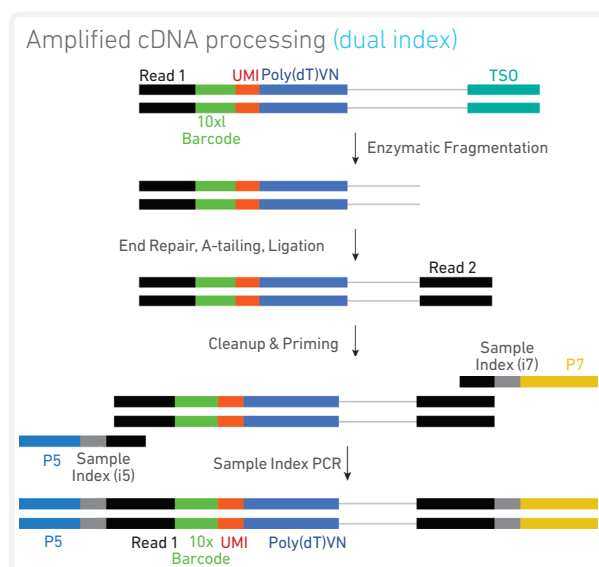 Amplified cDNA processing (dual index)
Read 1 UMI Poly(dT)VN TSO
10xl
Barcode
Enzymatic Fragmentation
End Repair, A-tailing, Ligation
Read 2
Cleanup & Priming
Sample
Index (i7) P7
P5 Sample
Index (i5)
Sample Index PCR
P5 Read 1 10x UMI Poly(dT)VN
Barcode